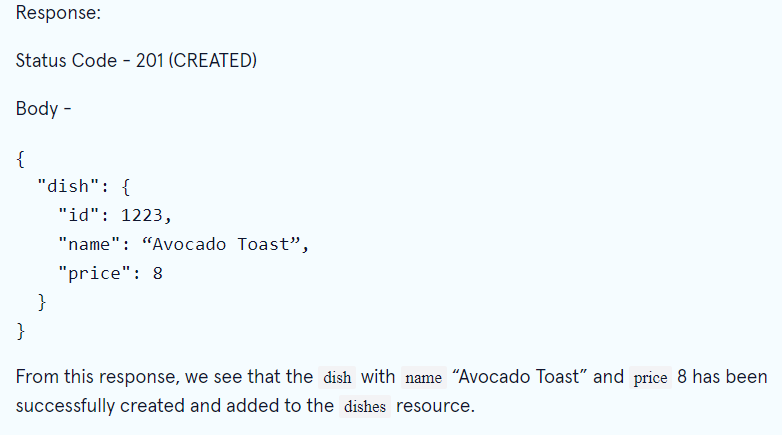 Response:
Status Code - 201 (CREATED)
Body -
{
  "dish": {
    "id": 1223,
    "name": “Avocado Toast”,
    "price": 8
  }
}
From this response, we see that the dish with name “Avocado Toast” and price 8 has been
successfully created and added to the dishes resource.